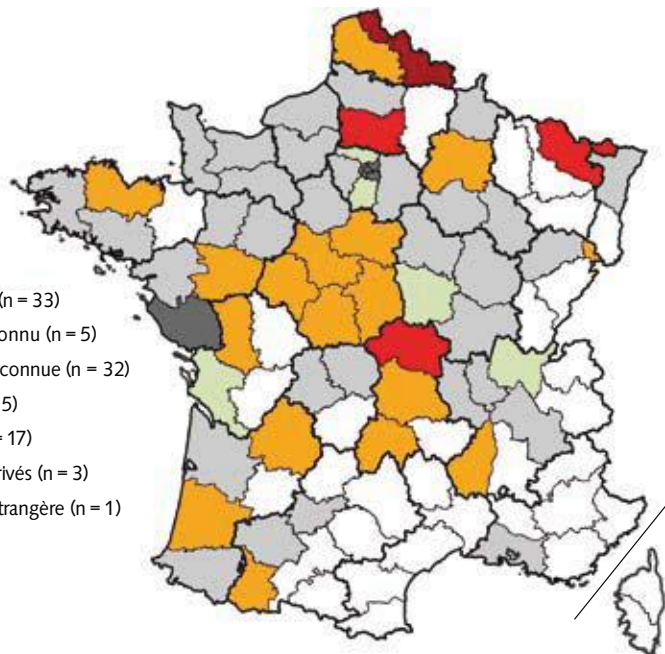 (n = 33)
onnu (n = 5)
connue (n = 32)
5)
= 17)
rivés (n = 3)
trangère (n = 1)